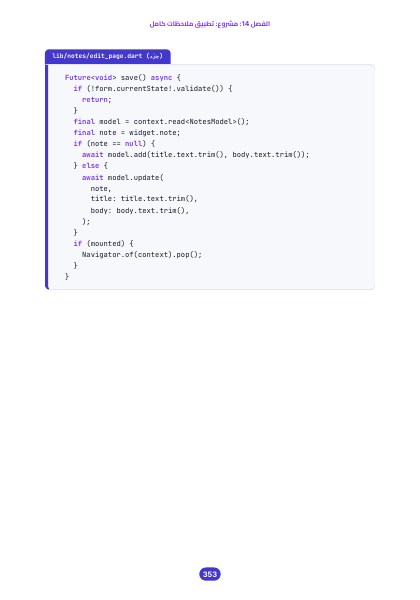 الفصل 14: مشروع: تطبيق ملاحظات كامل
lib/notes/edit_page.dart (جزء)
Future<void> save() async {
  if (!form.currentState!.validate()) {
    return;
  }
  final model = context.read<NotesModel>();
  final note = widget.note;
  if (note == null) {
    await model.add(title.text.trim(), body.text.trim());
  } else {
    await model.update(
      note,
      title: title.text.trim(),
      body: body.text.trim(),
    );
  }
  if (mounted) {
    Navigator.of(context).pop();
  }
}
353